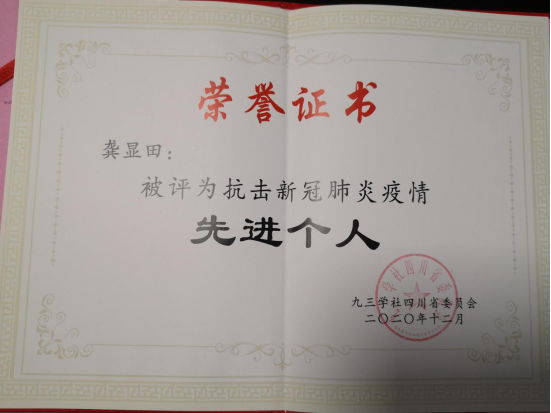 荣誉证书
龚显田：
被评为抗击新冠肺炎疫情
先进个人
九三学社四川省委员会
二〇二〇年十二月